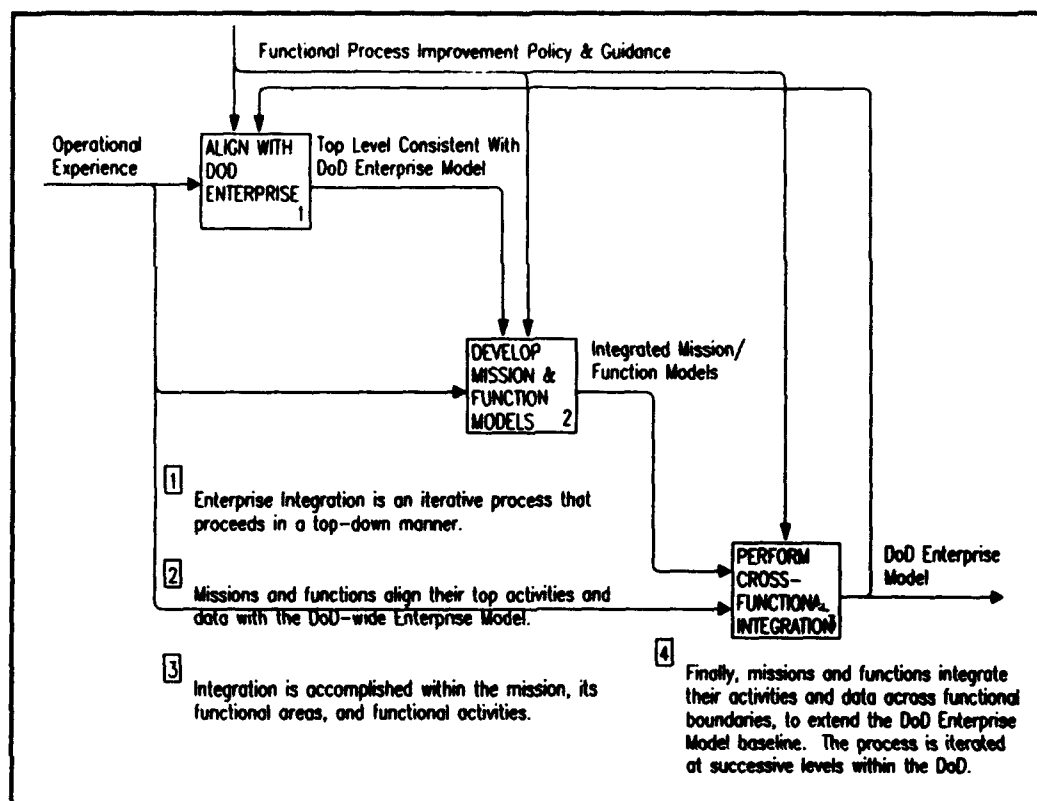 Functional Process Improvement Policy & Guidance
Operational
Experience
ALIGN WITH
DOD
ENTERPRISE
1
Top Level Consistent With
DoD Enterprise Model
DEVELOP
MISSION &
FUNCTION
MODELS 2
Integrated Mission/
Function Models
1
Enterprise Integration is an iterative process that
proceeds in a top-down manner.
2
Missions and functions align their top activities and
data with the DoD-wide Enterprise Model.
3
Integration is accomplished within the mission, its
functional areas, and functional activities.
PERFORM
CROSS-
FUNCTIONAL
INTEGRATION 3
DoD Enterprise
Model
4
Finally, missions and functions integrate
their activities and data across functional
boundaries, to extend the DoD Enterprise
Model baseline. The process is iterated
at successive levels within the DoD.